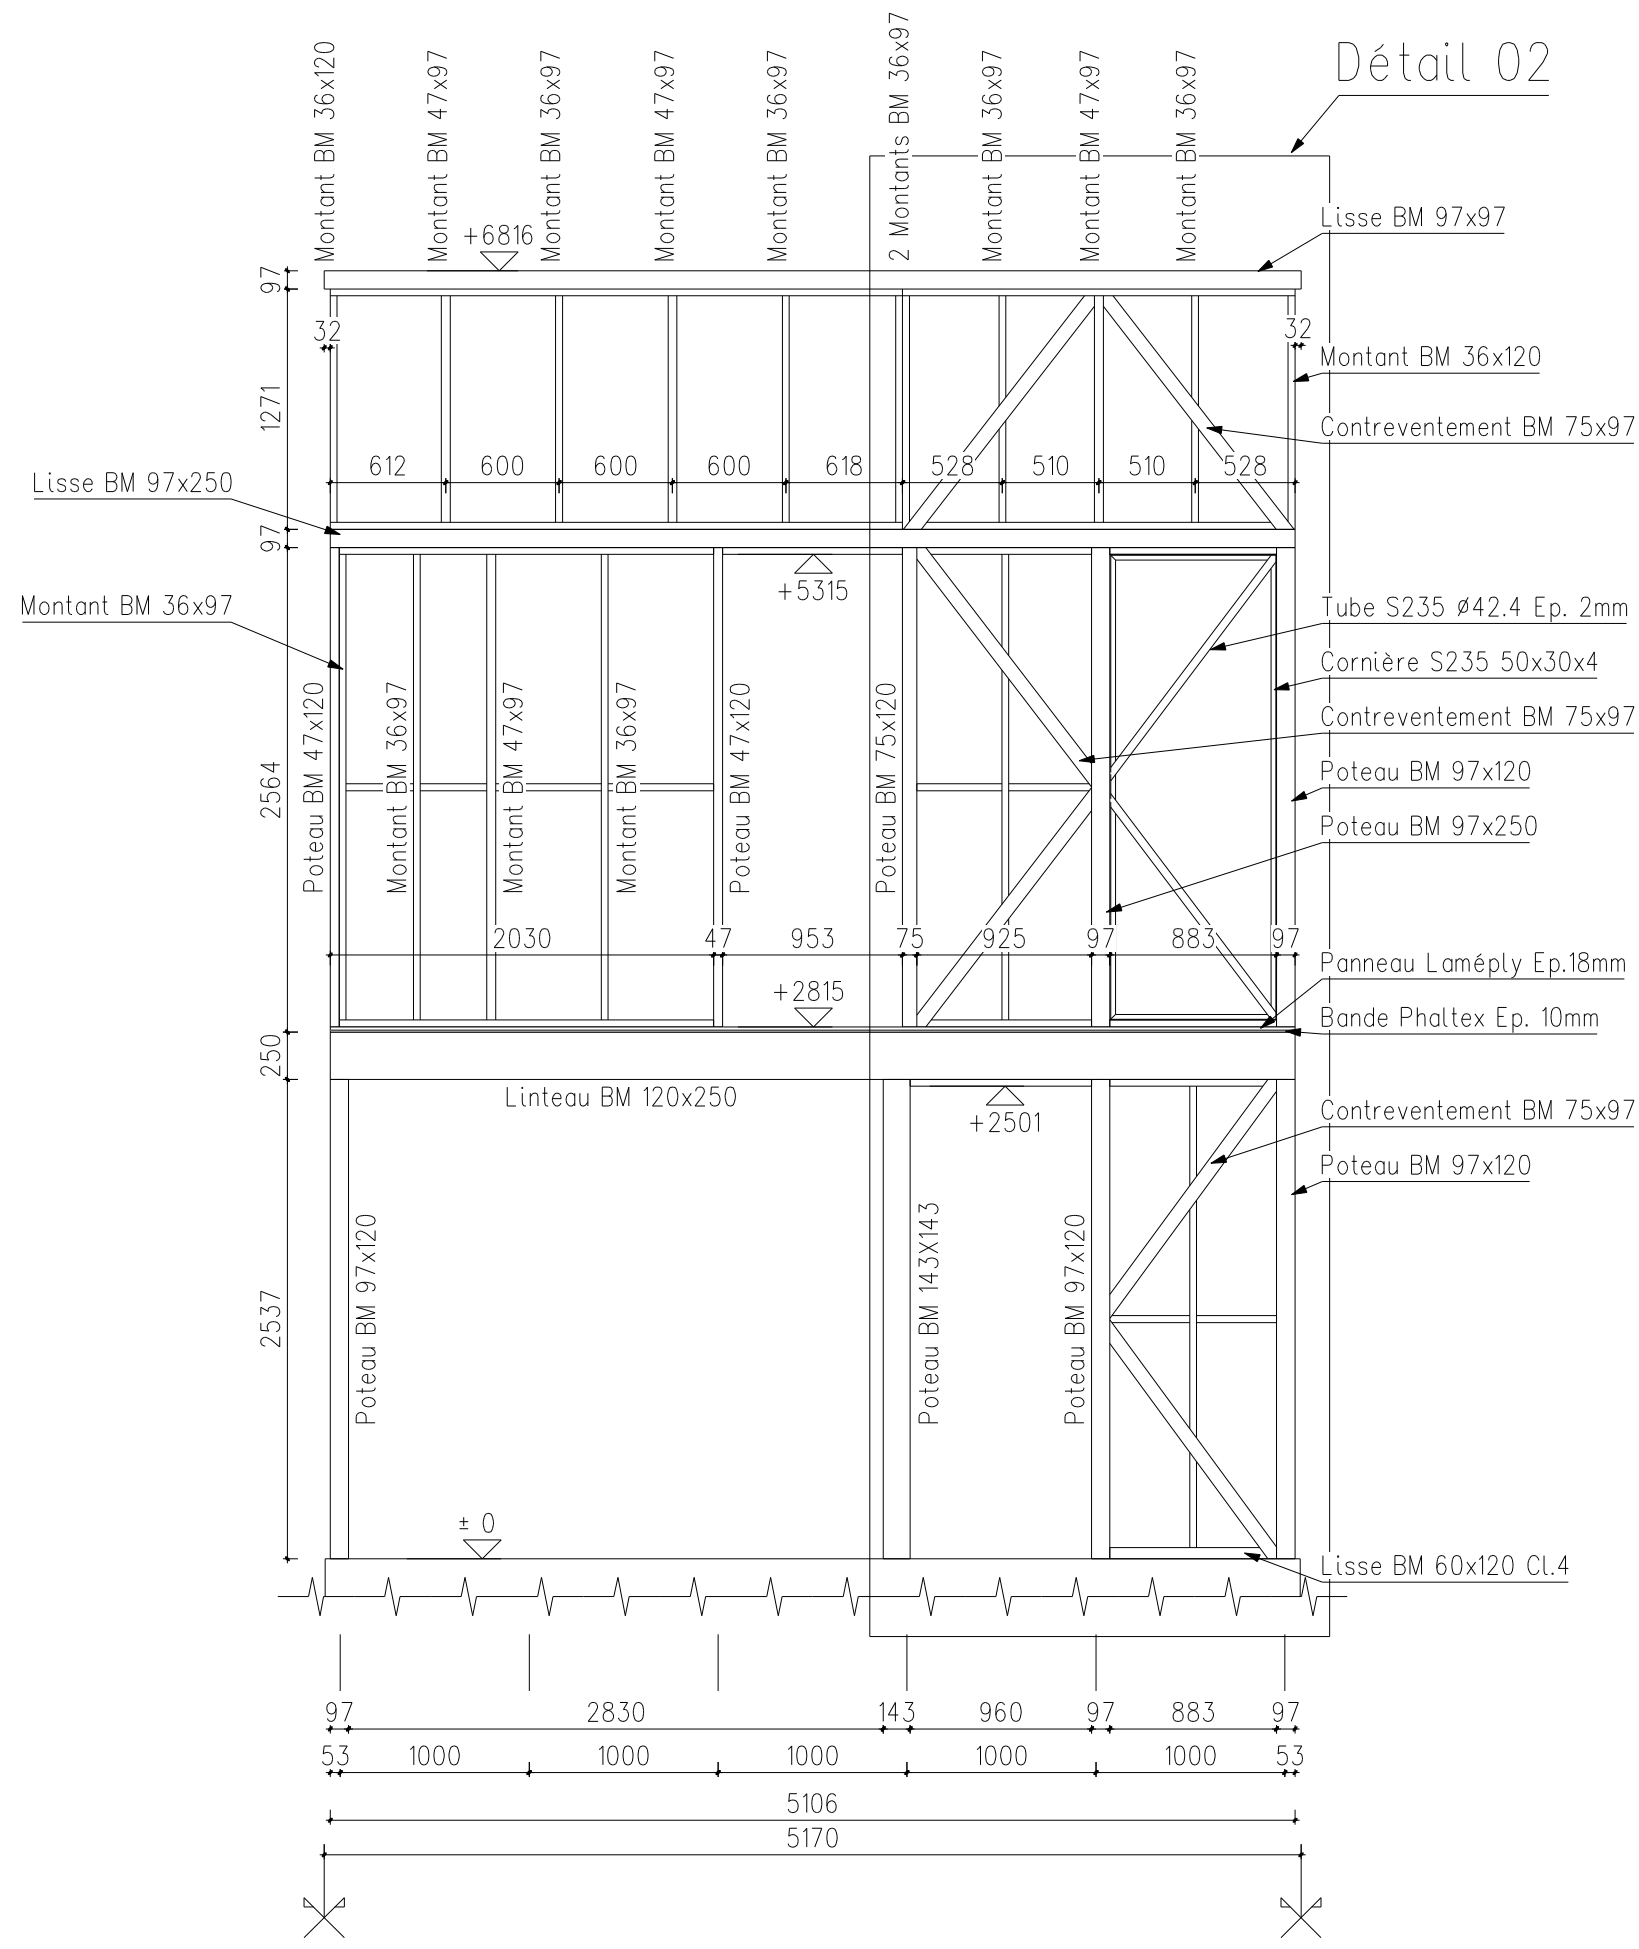 Détail 02
Montant BM 36x120
Montant BM 47x97
Montant BM 36x97
Montant BM 47x97
Montant BM 36x97
2 Montants BM 36x97
Montant BM 36x97
Montant BM 47x97
Montant BM 36x97
+6816
Lisse BM 97x97
97
32
32
Montant BM 36x120
1271
Contreventement BM 75x97
612
600
600
600
618
528
510
510
528
Lisse BM 97x250
97
+5315
Montant BM 36x97
Tube S235 Ø42.4 Ep. 2mm
Cornière S235 50x30x4
Contreventement BM 75x97
Poteau BM 97x120
Poteau BM 97x250
2564
Poteau BM 47x120
Montant BM 36x97
Montant BM 47x97
Montant BM 36x97
Poteau BM 47x120
Poteau BM 75x120
2030
47
953
75
925
97
883
97
Panneau Laméply Ep.18mm
+2815
Bande Phaltex Ep. 10mm
250
Linteau BM 120x250
+2501
Contreventement BM 75x97
Poteau BM 97x120
2537
Poteau BM 97x120
Poteau BM 143X143
Poteau BM 97x120
± 0
Lisse BM 60x120 Cl.4
97
2830
143
960
97
883
97
53
1000
1000
1000
1000
1000
53
5106
5170